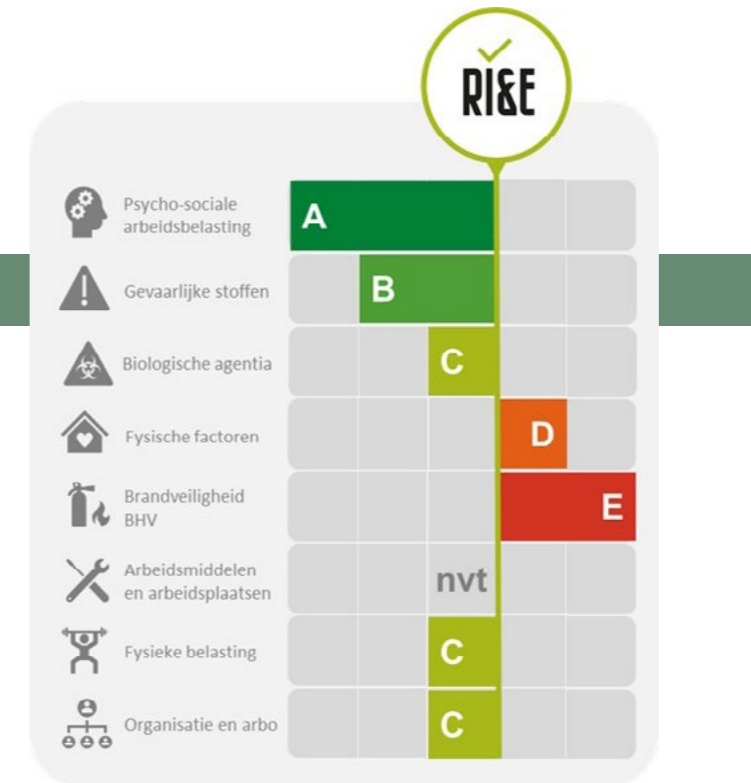 RI&E
Psycho-sociale
arbeidsbelasting
A
Gevaarlijke stoffen
B
Biologische agentia
C
Fysische factoren
D
Brandveiligheid
BHV
E
Arbeidsmiddelen
en arbeidsplaatsen
nvt
Fysieke belasting
C
Organisatie en arbo
C